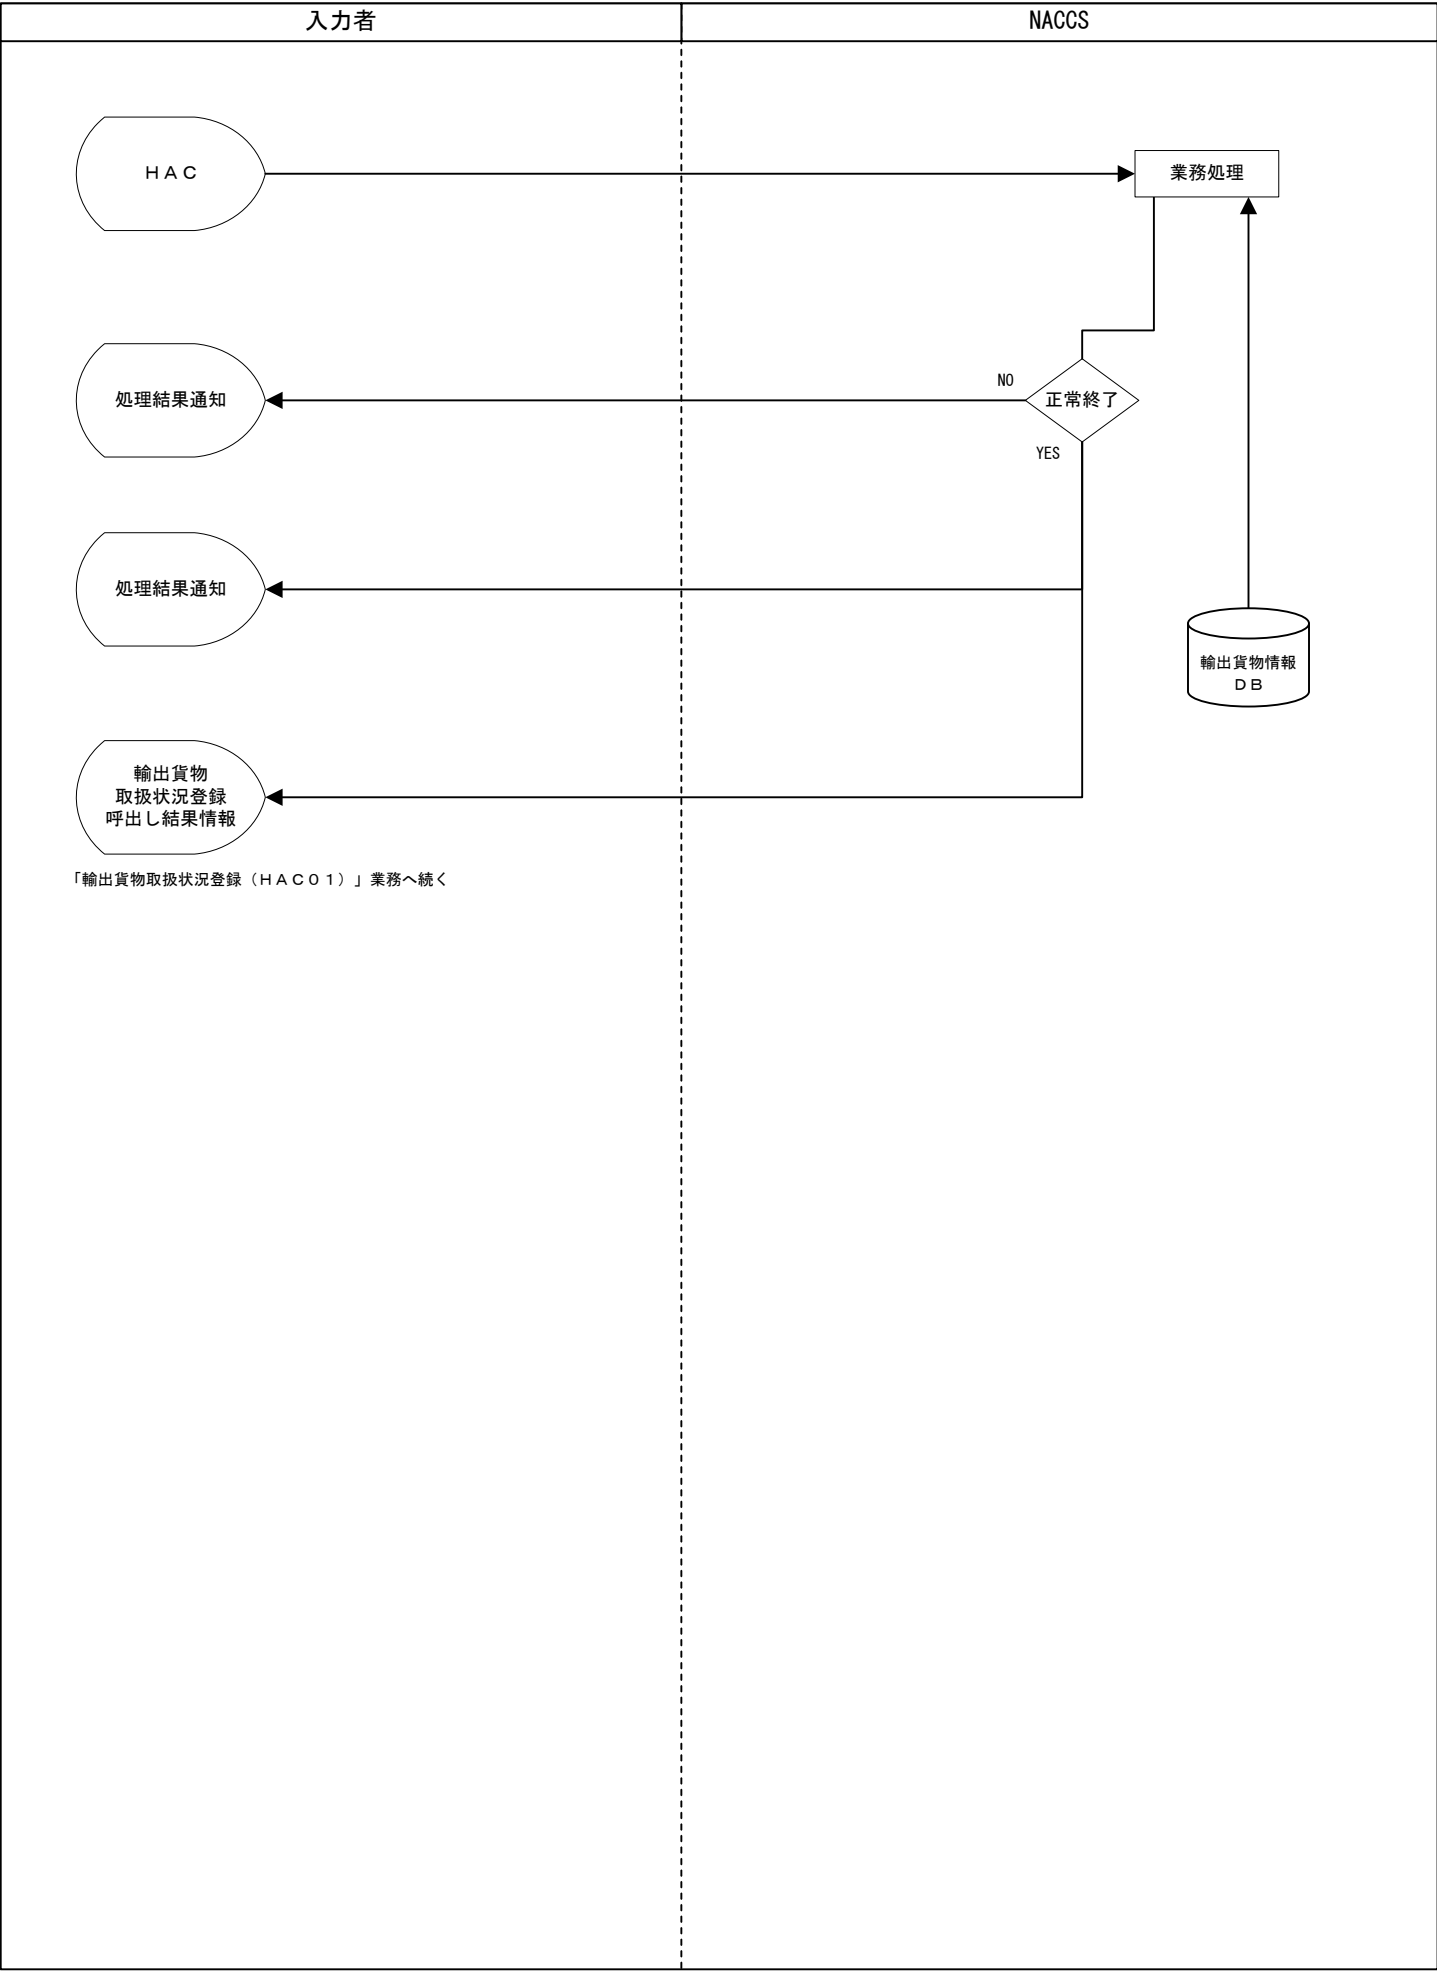 入力者
NACCS
ＨＡＣ
業務処理
処理結果通知
NO
正常終了
YES
処理結果通知
輸出貨物情報
ＤＢ
輸出貨物
取扱状況登録
呼出し結果情報
「輸出貨物取扱状況登録（ＨＡＣ０１）」業務へ続く